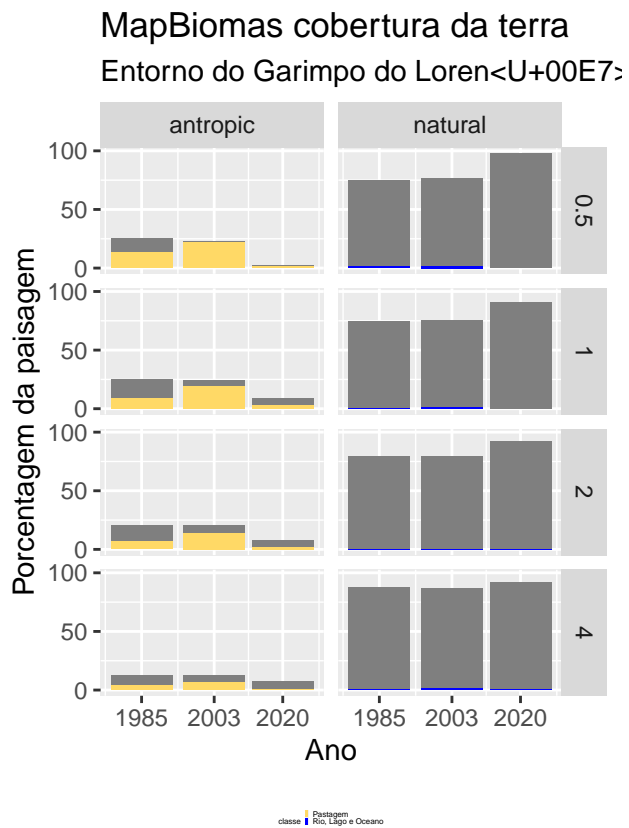 MapBiomas cobertura da terra
Entorno do Garimpo do Loren<U+00E7>
antropic natural
100
50
0
0.5
100
50
0
1
100
50
0
2
100
50
0
4
Porcentagem da paisagem
1985 2003 2020 1985 2003 2020
Ano
classe
Pastagem
Rio, Lago e Oceano